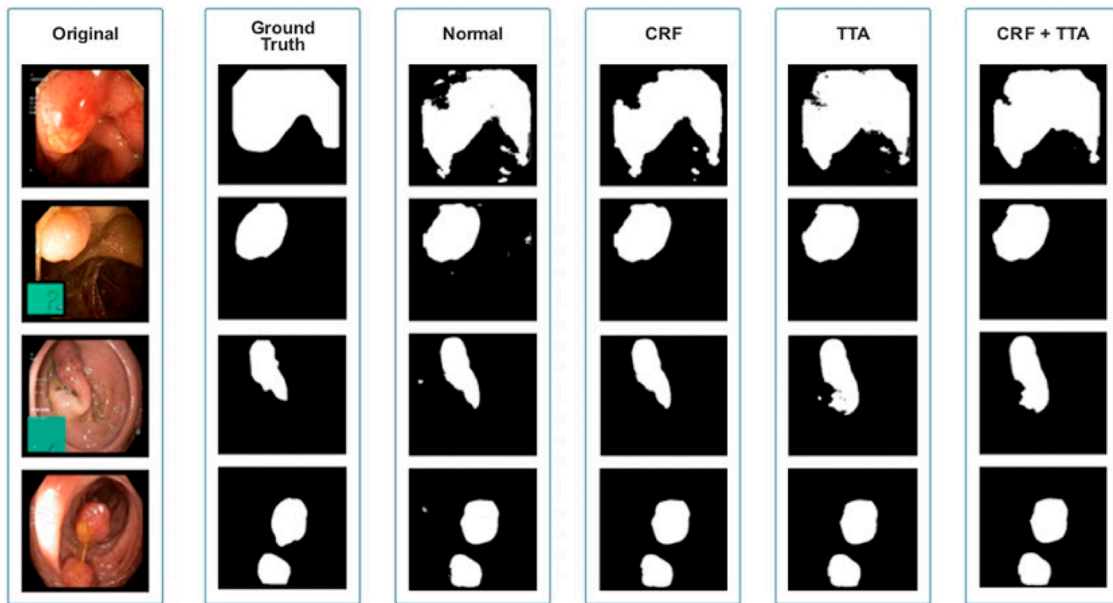 Original
Ground
Truth
Normal
CRF
TTA
CRF + TTA